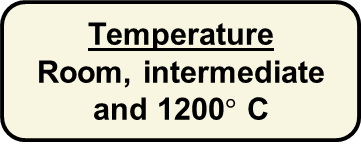 Temperature
Room, intermediate
and 1200° C